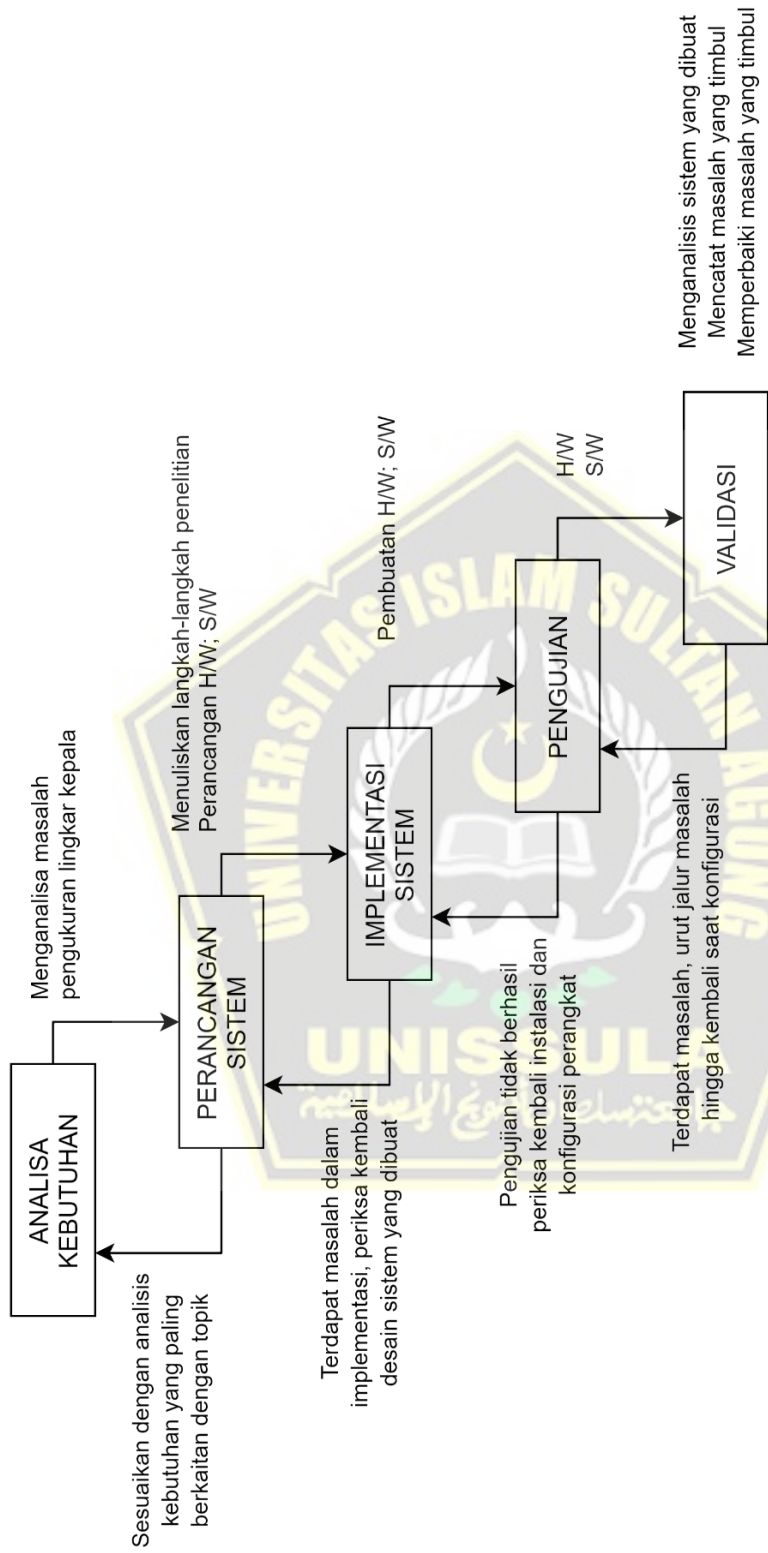 ANALISA
KEBUTUHAN
Menganalisa masalah
pengukuran lingkar kepala
Sesuaikan dengan analisis
kebutuhan yang paling
berkaitan dengan topik
PERANCANGAN
SISTEM
Menuliskan langkah-langkah penelitian
Perancangan H/W; S/W
Terdapat masalah dalam
implementasi, periksa kembali
desain sistem yang dibuat
IMPLEMENTASI
SISTEM
Pembuatan H/W; S/W
Pengujian tidak berhasil
periksa kembali instalasi dan
konfigurasi perangkat
PENGUJIAN
H/W
S/W
Terdapat masalah, urut jalur masalah
hingga kembali saat konfigurasi
VALIDASI
Menganalisis sistem yang dibuat
Mencatat masalah yang timbul
Memperbaiki masalah yang timbul
UNIVERSITAS ISLAM SULTAN AGUNG
UNISSULA